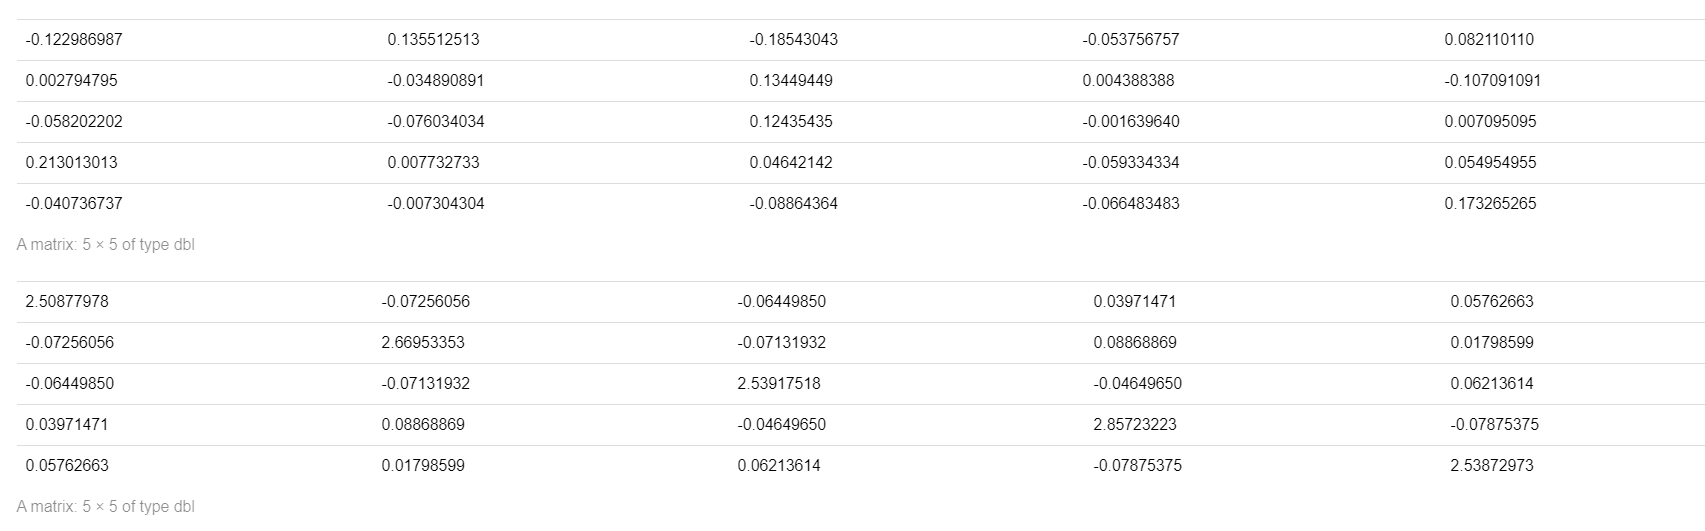 -0.122986987 0.135512513 -0.18543043 -0.053756757 0.082110110
0.002794795 -0.034890891 0.13449449 0.004388388 -0.107091091
-0.058202202 -0.076034034 0.12435435 -0.001639640 0.007095095
0.213013013 0.007732733 0.04642142 -0.059334334 0.054954955
-0.040736737 -0.007304304 -0.08864364 -0.066483483 0.173265265
A matrix: 5 × 5 of type dbl
2.50877978 -0.07256056 -0.06449850 0.03971471 0.05762663
-0.07256056 2.66953353 -0.07131932 0.08868869 0.01798599
-0.06449850 -0.07131932 2.53917518 -0.04649650 0.06213614
0.03971471 0.08868869 -0.04649650 2.85723223 -0.07875375
0.05762663 0.01798599 0.06213614 -0.07875375 2.53872973
A matrix: 5 × 5 of type dbl